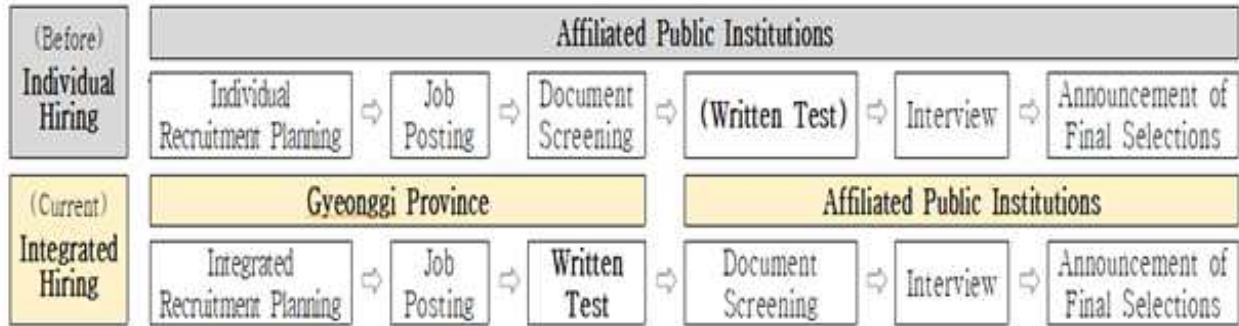 (Before)
Individual
Hiring
Affiliated Public Institutions
Individual
Recruitment Planning
Job
Posting
Document
Screening
(Written Test)
Interview
Announcement of
Final Selections
(Current)
Integrated
Hiring
Gyeonggi Province
Affiliated Public Institutions
Integrated
Recruitment Planning
Job
Posting
Written
Test
Document
Screening
Interview
Announcement of
Final Selections